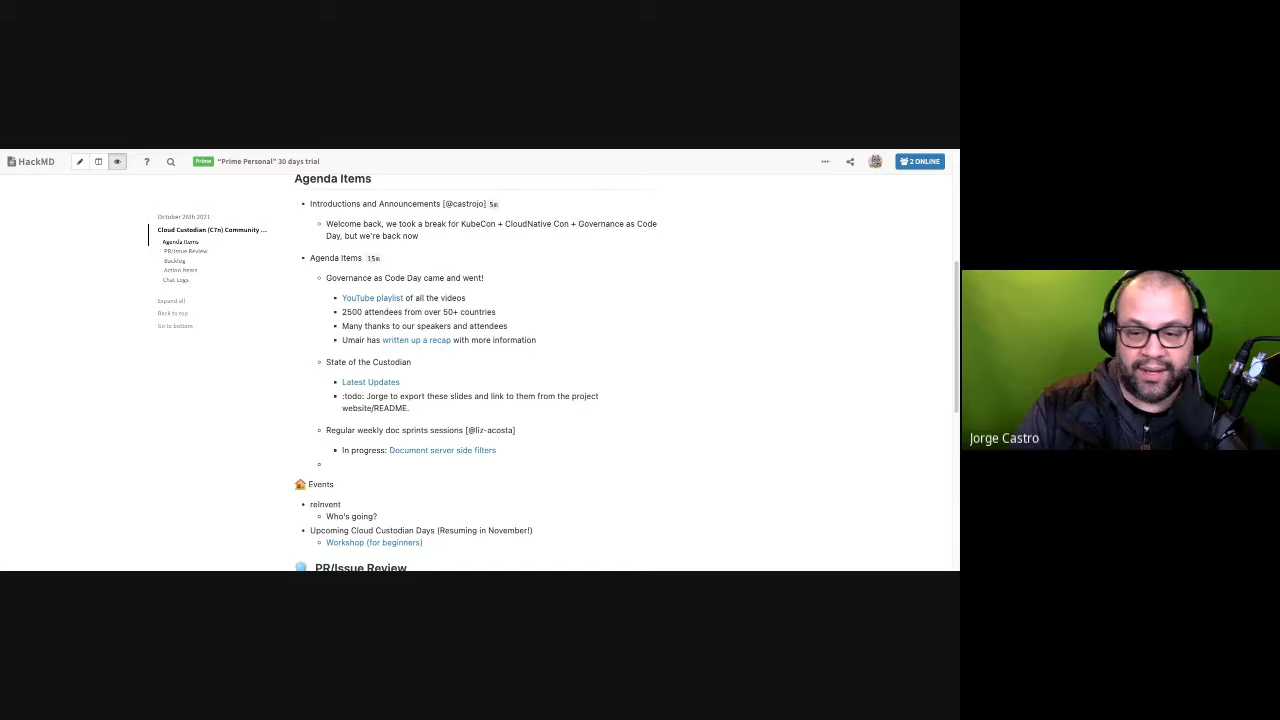 HackMD
Prime "Prime Personal" 30 days trial
2 ONLINE
October 26th 2021
Cloud Custodian (C7n) Community ...
Agenda Items
PR/Issue Review
Backlog
Action Items
Chat Logs
Expand all
Back to top
Go to bottom
Agenda Items
Introductions and Announcements [@castrojo] 5m
Welcome back, we took a break for KubeCon + CloudNative Con + Governance as Code
Day, but we're back now
Agenda Items 15m
Governance as Code Day came and went!
YouTube playlist of all the videos
2500 attendees from over 50+ countries
Many thanks to our speakers and attendees
Umair has written up a recap with more information
State of the Custodian
Latest Updates
:todo: Jorge to export these slides and link to them from the project
website/README.
Regular weekly doc sprints sessions [@liz-acosta]
In progress: Document server side filters
Events
reInvent
Who's going?
Upcoming Cloud Custodian Days (Resuming in November!)
Workshop (for beginners)
PR/Issue Review
Jorge Castro